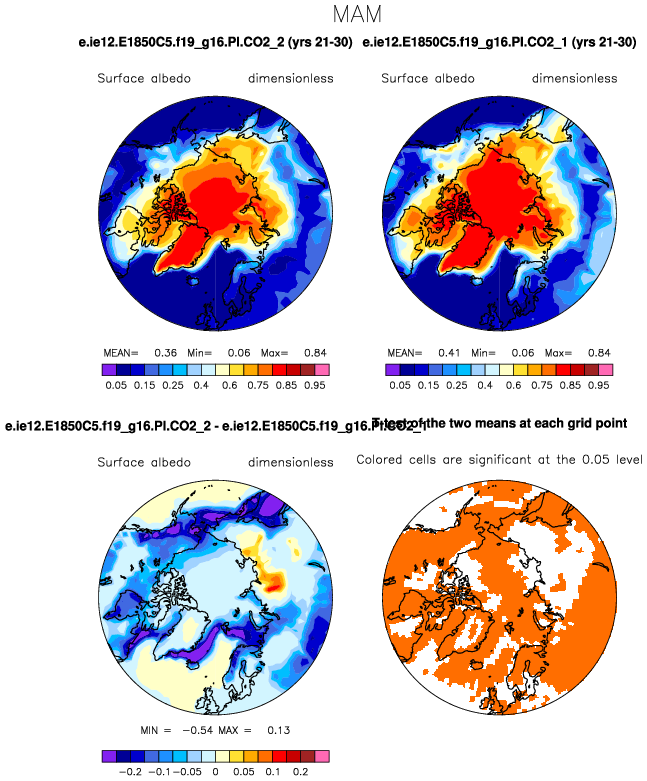 MAM
e.ie12.E1850C5.f19_g16.PI.CO2_2 (yrs 21-30) e.ie12.E1850C5.f19_g16.PI.CO2_1 (yrs 21-30)
Surface albedo dimensionless Surface albedo dimensionless
MEAN= 0.36 Min= 0.06 Max= 0.84 MEAN= 0.41 Min= 0.06 Max= 0.84
0.05 0.15 0.25 0.4 0.6 0.75 0.85 0.95 0.05 0.15 0.25 0.4 0.6 0.75 0.85 0.95
e.ie12.E1850C5.f19_g16.PI.CO2_2 - e.ie12.E1850C5.f19_g16.PI.CO2_1
T-test of the two means at each grid point
Surface albedo dimensionless Colored cells are significant at the 0.05 level
MIN = -0.54 MAX = 0.13
-0.2 -0.1 -0.05 0 0.05 0.1 0.2